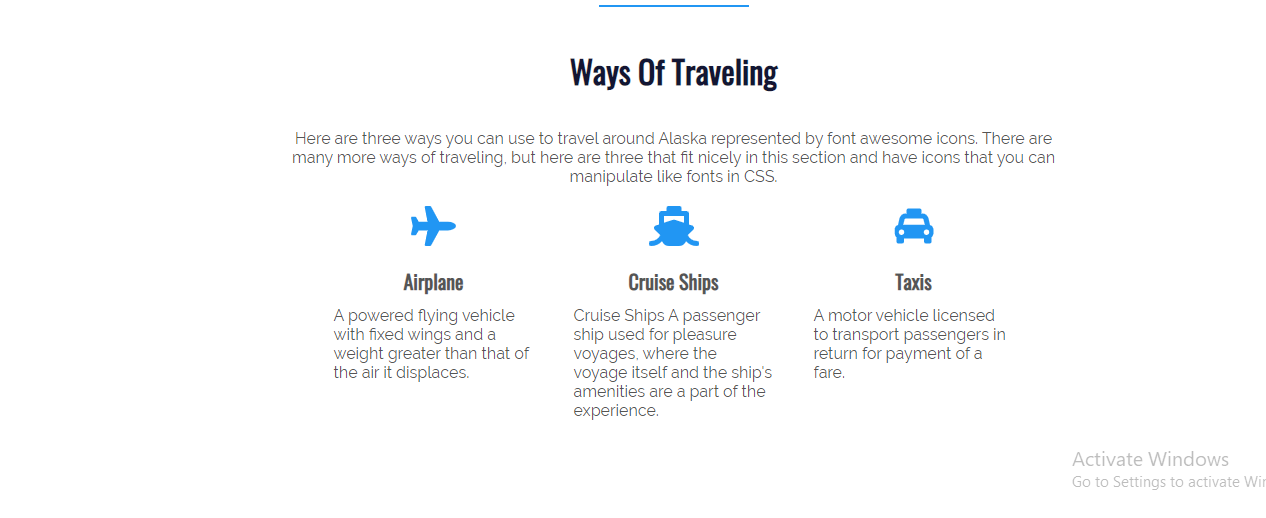 Ways Of Traveling
Here are three ways you can use to travel around Alaska represented by font awesome icons. There are
many more ways of traveling, but here are three that fit nicely in this section and have icons that you can
manipulate like fonts in CSS.
Airplane
A powered flying vehicle
with fixed wings and a
weight greater than that of
the air it displaces.
Cruise Ships
Cruise Ships A passenger
ship used for pleasure
voyages, where the
voyage itself and the ship's
amenities are a part of the
experience.
Taxis
A motor vehicle licensed
to transport passengers in
return for payment of a
fare.
Activate Windows
Go to Settings to activate Wi